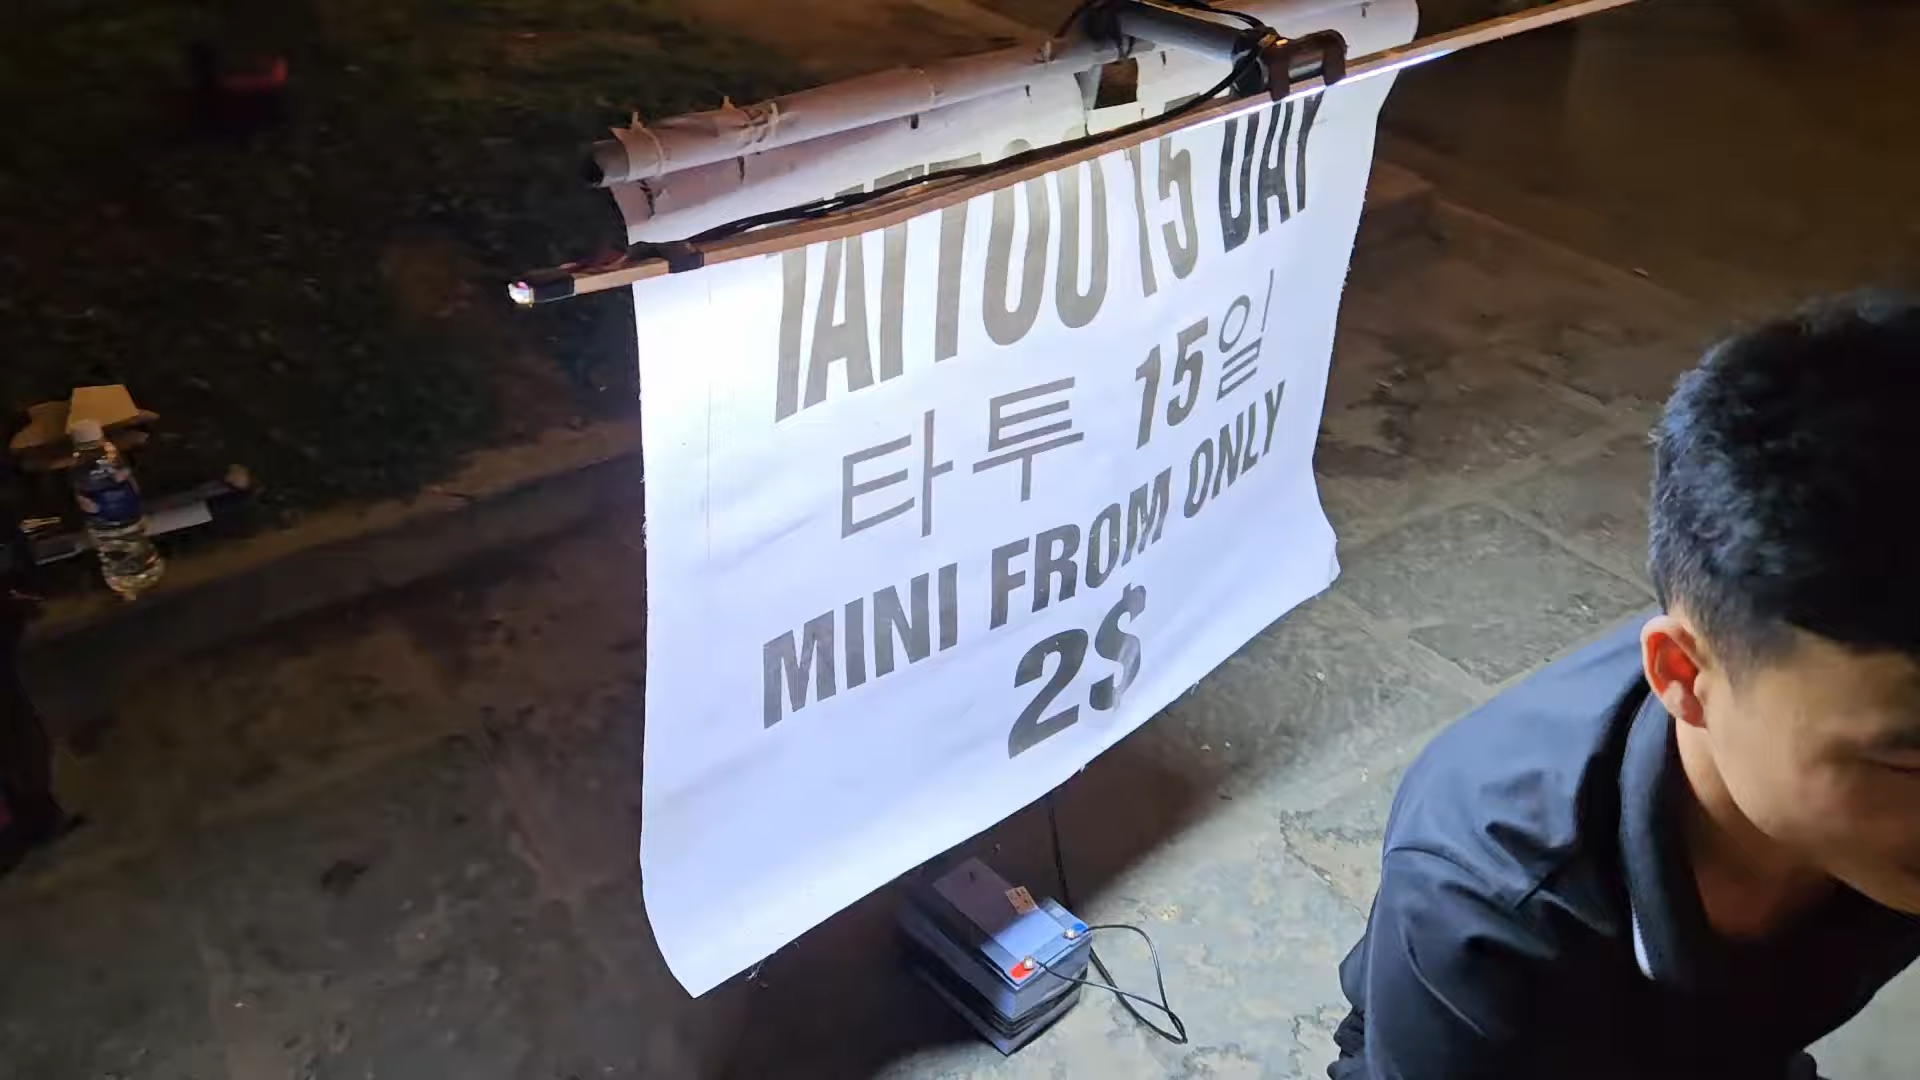 TATTOO 15 DAY
타투 15일
MINI FROM ONLY
2$